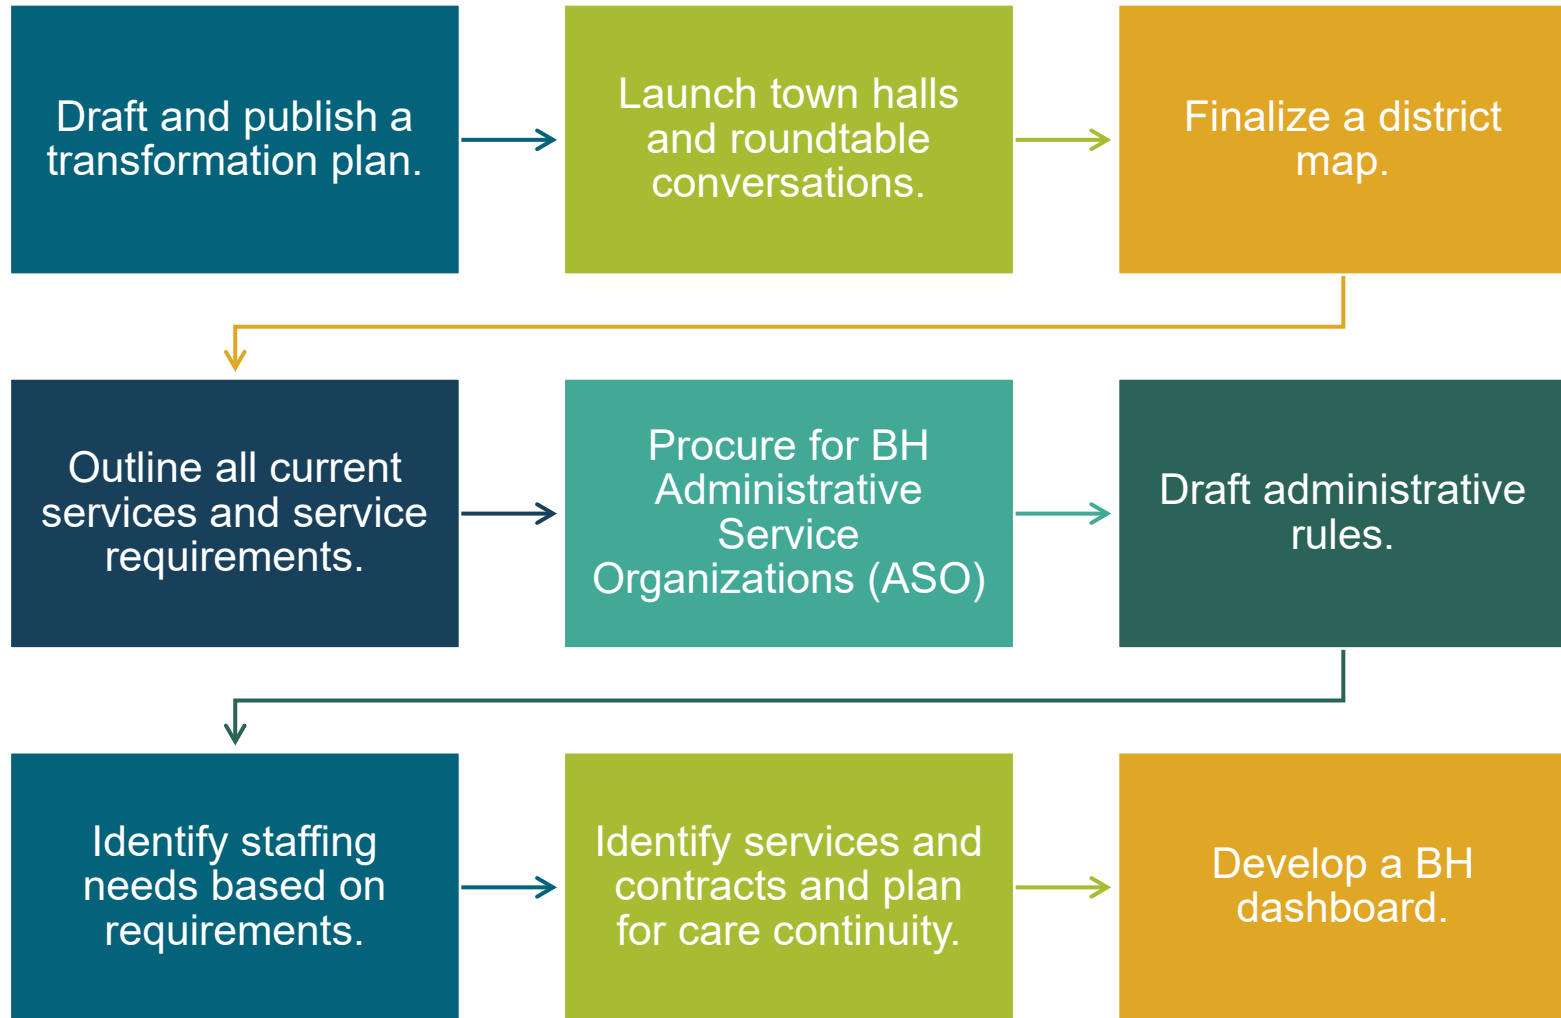 Draft and publish a
transformation plan.
Launch town halls
and roundtable
conversations.
Finalize a district
map.
Outline all current
services and service
requirements.
Procure for BH
Administrative
Service
Organizations (ASO)
Draft administrative
rules.
Identify staffing
needs based on
requirements.
Identify services and
contracts and plan
for care continuity.
Develop a BH
dashboard.